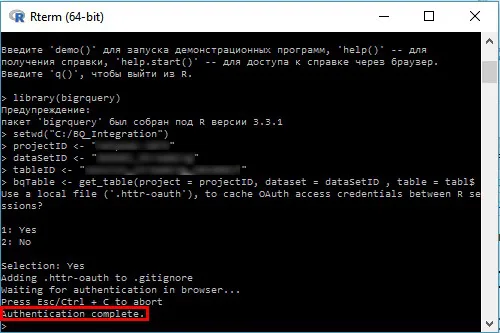 Rterm (64-bit)
Введите 'demo()' для запуска демонстрационных программ, 'help()' -- для
получения справки, 'help.start()' -- для доступа к справке через браузер.
Введите 'q()', чтобы выйти из R.
> library(bigrquery)
Предупреждение:
пакет 'bigrquery' был собран под R версии 3.3.1
> setwd("C:/BQ_Integration")
> projectID <- "
> dataSetID <- "
> tableID <- "
> bqTable <- get_table(project = projectID, dataset = dataSetID , table = tabl$
Use a local file ('.httr-oauth'), to cache OAuth access credentials between R se
ssions?
1: Yes
2: No
Selection: Yes
Adding .httr-oauth to .gitignore
Waiting for authentication in browser...
Press Esc/Ctrl + C to abort
Authentication complete.
>